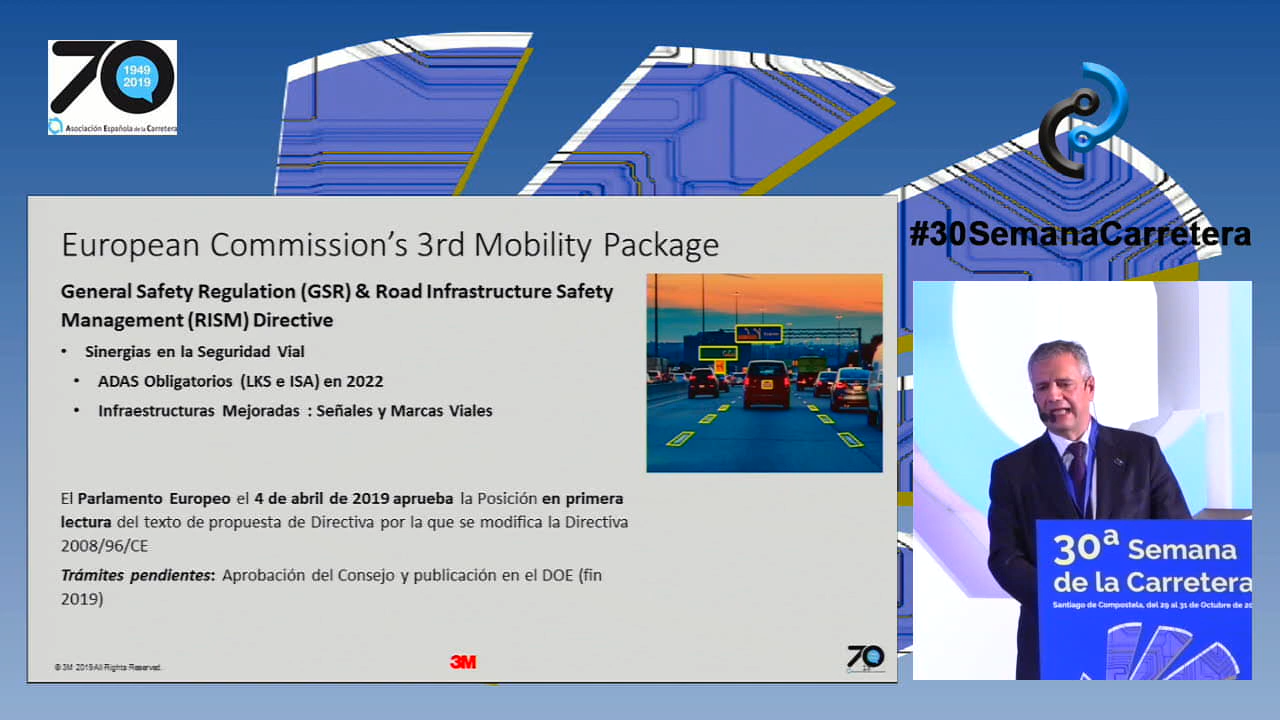 70
1949
2019
Asociación Española de la Carretera
#30SemanaCarretera
European Commission's 3rd Mobility Package
General Safety Regulation (GSR) & Road Infrastructure Safety
Management (RISM) Directive
• Sinergias en la Seguridad Vial
• ADAS Obligatorios (LKS e ISA) en 2022
• Infraestructuras Mejoradas : Señales y Marcas Viales
El Parlamento Europeo el 4 de abril de 2019 aprueba la Posición en primera
lectura del texto de propuesta de Directiva por la que se modifica la Directiva
2008/96/CE
Trámites pendientes: Aprobación del Consejo y publicación en el DOE (fin
2019)
© 3M 2019 All Rights Reserved.
3M
70
30ª Semana
de la Carretera
Santiago de Compostela, del 29 al 31 de Octubre de